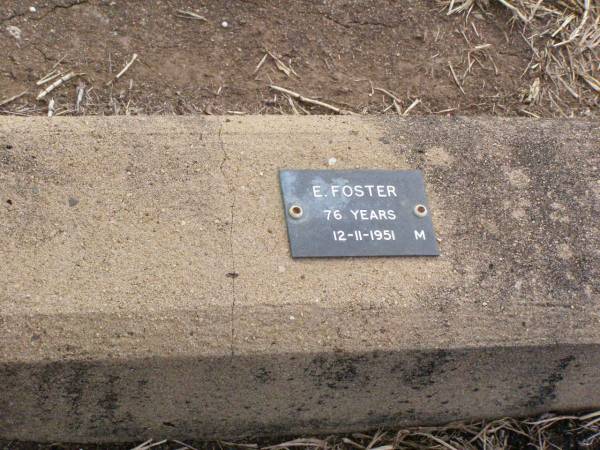 E. FOSTER
76 YEARS
12-11-1951 M